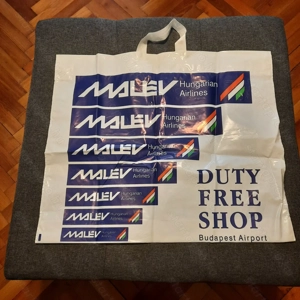 MALEV Hungarian Airlines
MALEV Hungarian Airlines
MALEV Hungarian Airlines
MALEV Hungarian Airlines
MALEV Hungarian Airlines
MALEV Hungarian Airlines
MALEV
DUTY
FREE
SHOP
Budapest Airport